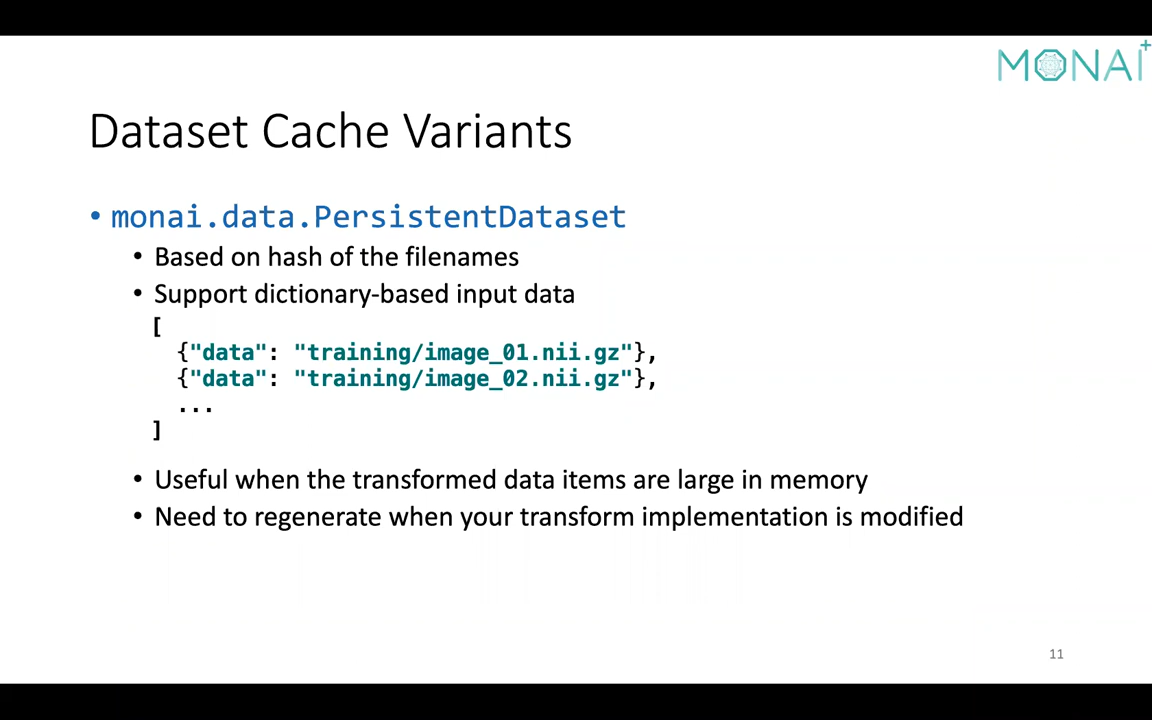 MONAI+
Dataset Cache Variants
• monai.data.PersistentDataset
• Based on hash of the filenames
• Support dictionary-based input data
[
{"data": "training/image_01.nii.gz"},
{"data": "training/image_02.nii.gz"},
...
]
• Useful when the transformed data items are large in memory
• Need to regenerate when your transform implementation is modified
11